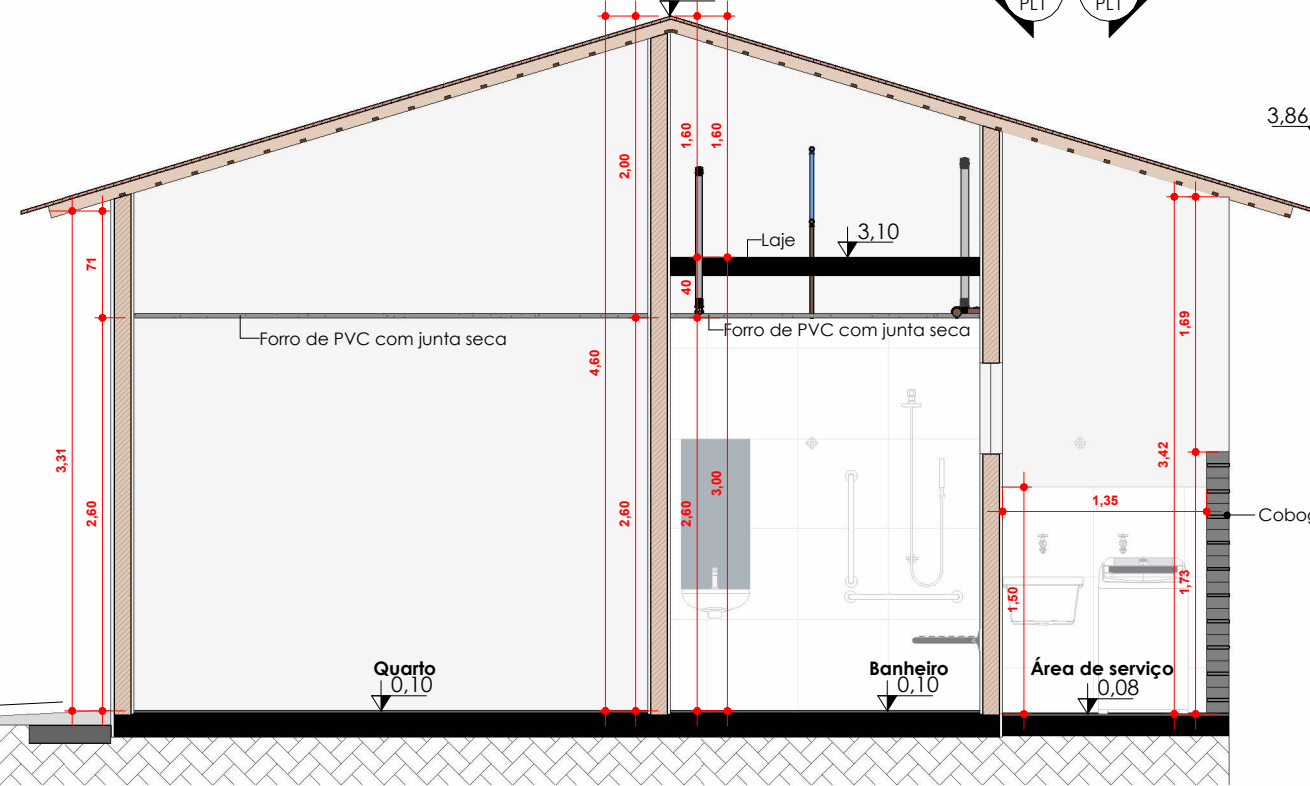 PL1
PL1
3,86
1,60
1,60
2,00
3,10
Laje
71
40
Forro de PVC com junta seca
Forro de PVC com junta seca
1,69
4,60
3,31
3,42
3,00
2,60
2,60
2,60
1,35
1,50
1,73
Quarto
0,10
Banheiro
0,10
Área de serviço
0,08